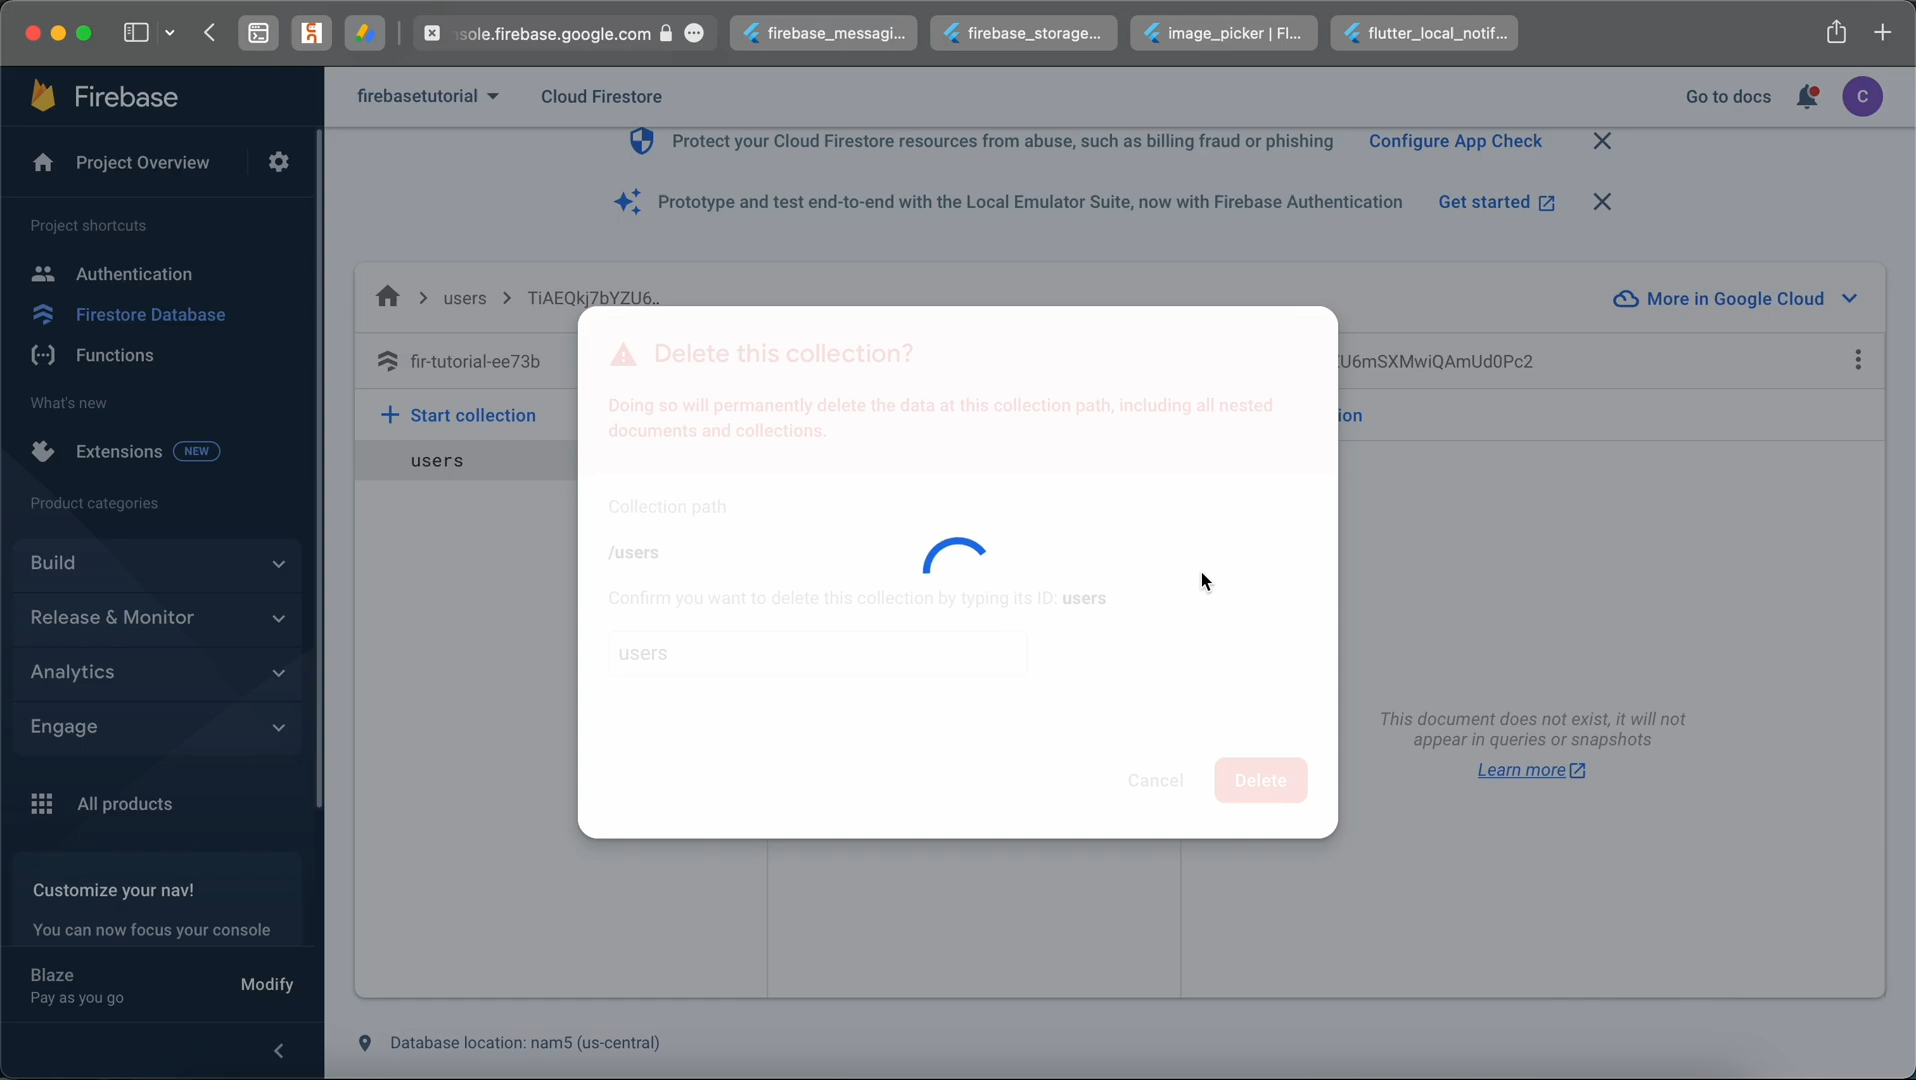 nsole.firebase.google.com
firebase_messagi...
firebase_storage...
image_picker | Fl...
flutter_local_notif...
Firebase
firebasetutorial
Cloud Firestore
Go to docs
C
Project Overview
Protect your Cloud Firestore resources from abuse, such as billing fraud or phishing
Configure App Check
Prototype and test end-to-end with the Local Emulator Suite, now with Firebase Authentication
Get started
Project shortcuts
Authentication
Firestore Database
Functions
What's new
Extensions NEW
Product categories
Build
Release & Monitor
Analytics
Engage
All products
Customize your nav!
You can now focus your console
Blaze
Pay as you go
Modify
users
TiAEQkj7bYZU6..
More in Google Cloud
fir-tutorial-ee73b
U6mSXMwiQAmUd0Pc2
Start collection
ion
users
Delete this collection?
Doing so will permanently delete the data at this collection path, including all nested
documents and collections.
Collection path
/users
Confirm you want to delete this collection by typing its ID: users
users
Cancel
Delete
This document does not exist, it will not
appear in queries or snapshots
Learn more
Database location: nam5 (us-central)